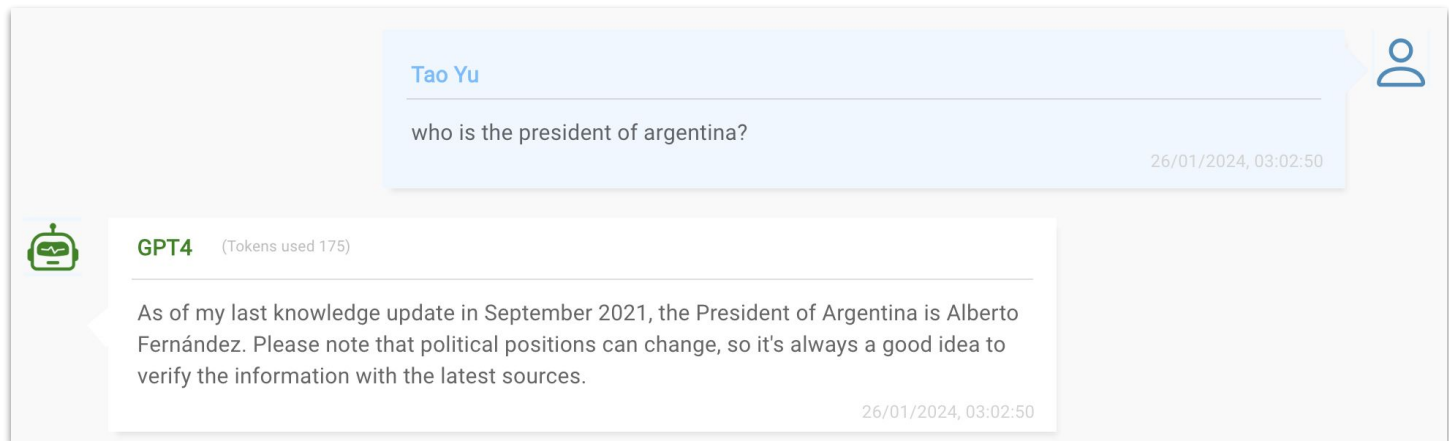 Tao Yu
who is the president of argentina?
26/01/2024, 03:02:50
GPT4 (Tokens used 175)
As of my last knowledge update in September 2021, the President of Argentina is Alberto
Fernández. Please note that political positions can change, so it's always a good idea to
verify the information with the latest sources.
26/01/2024, 03:02:50